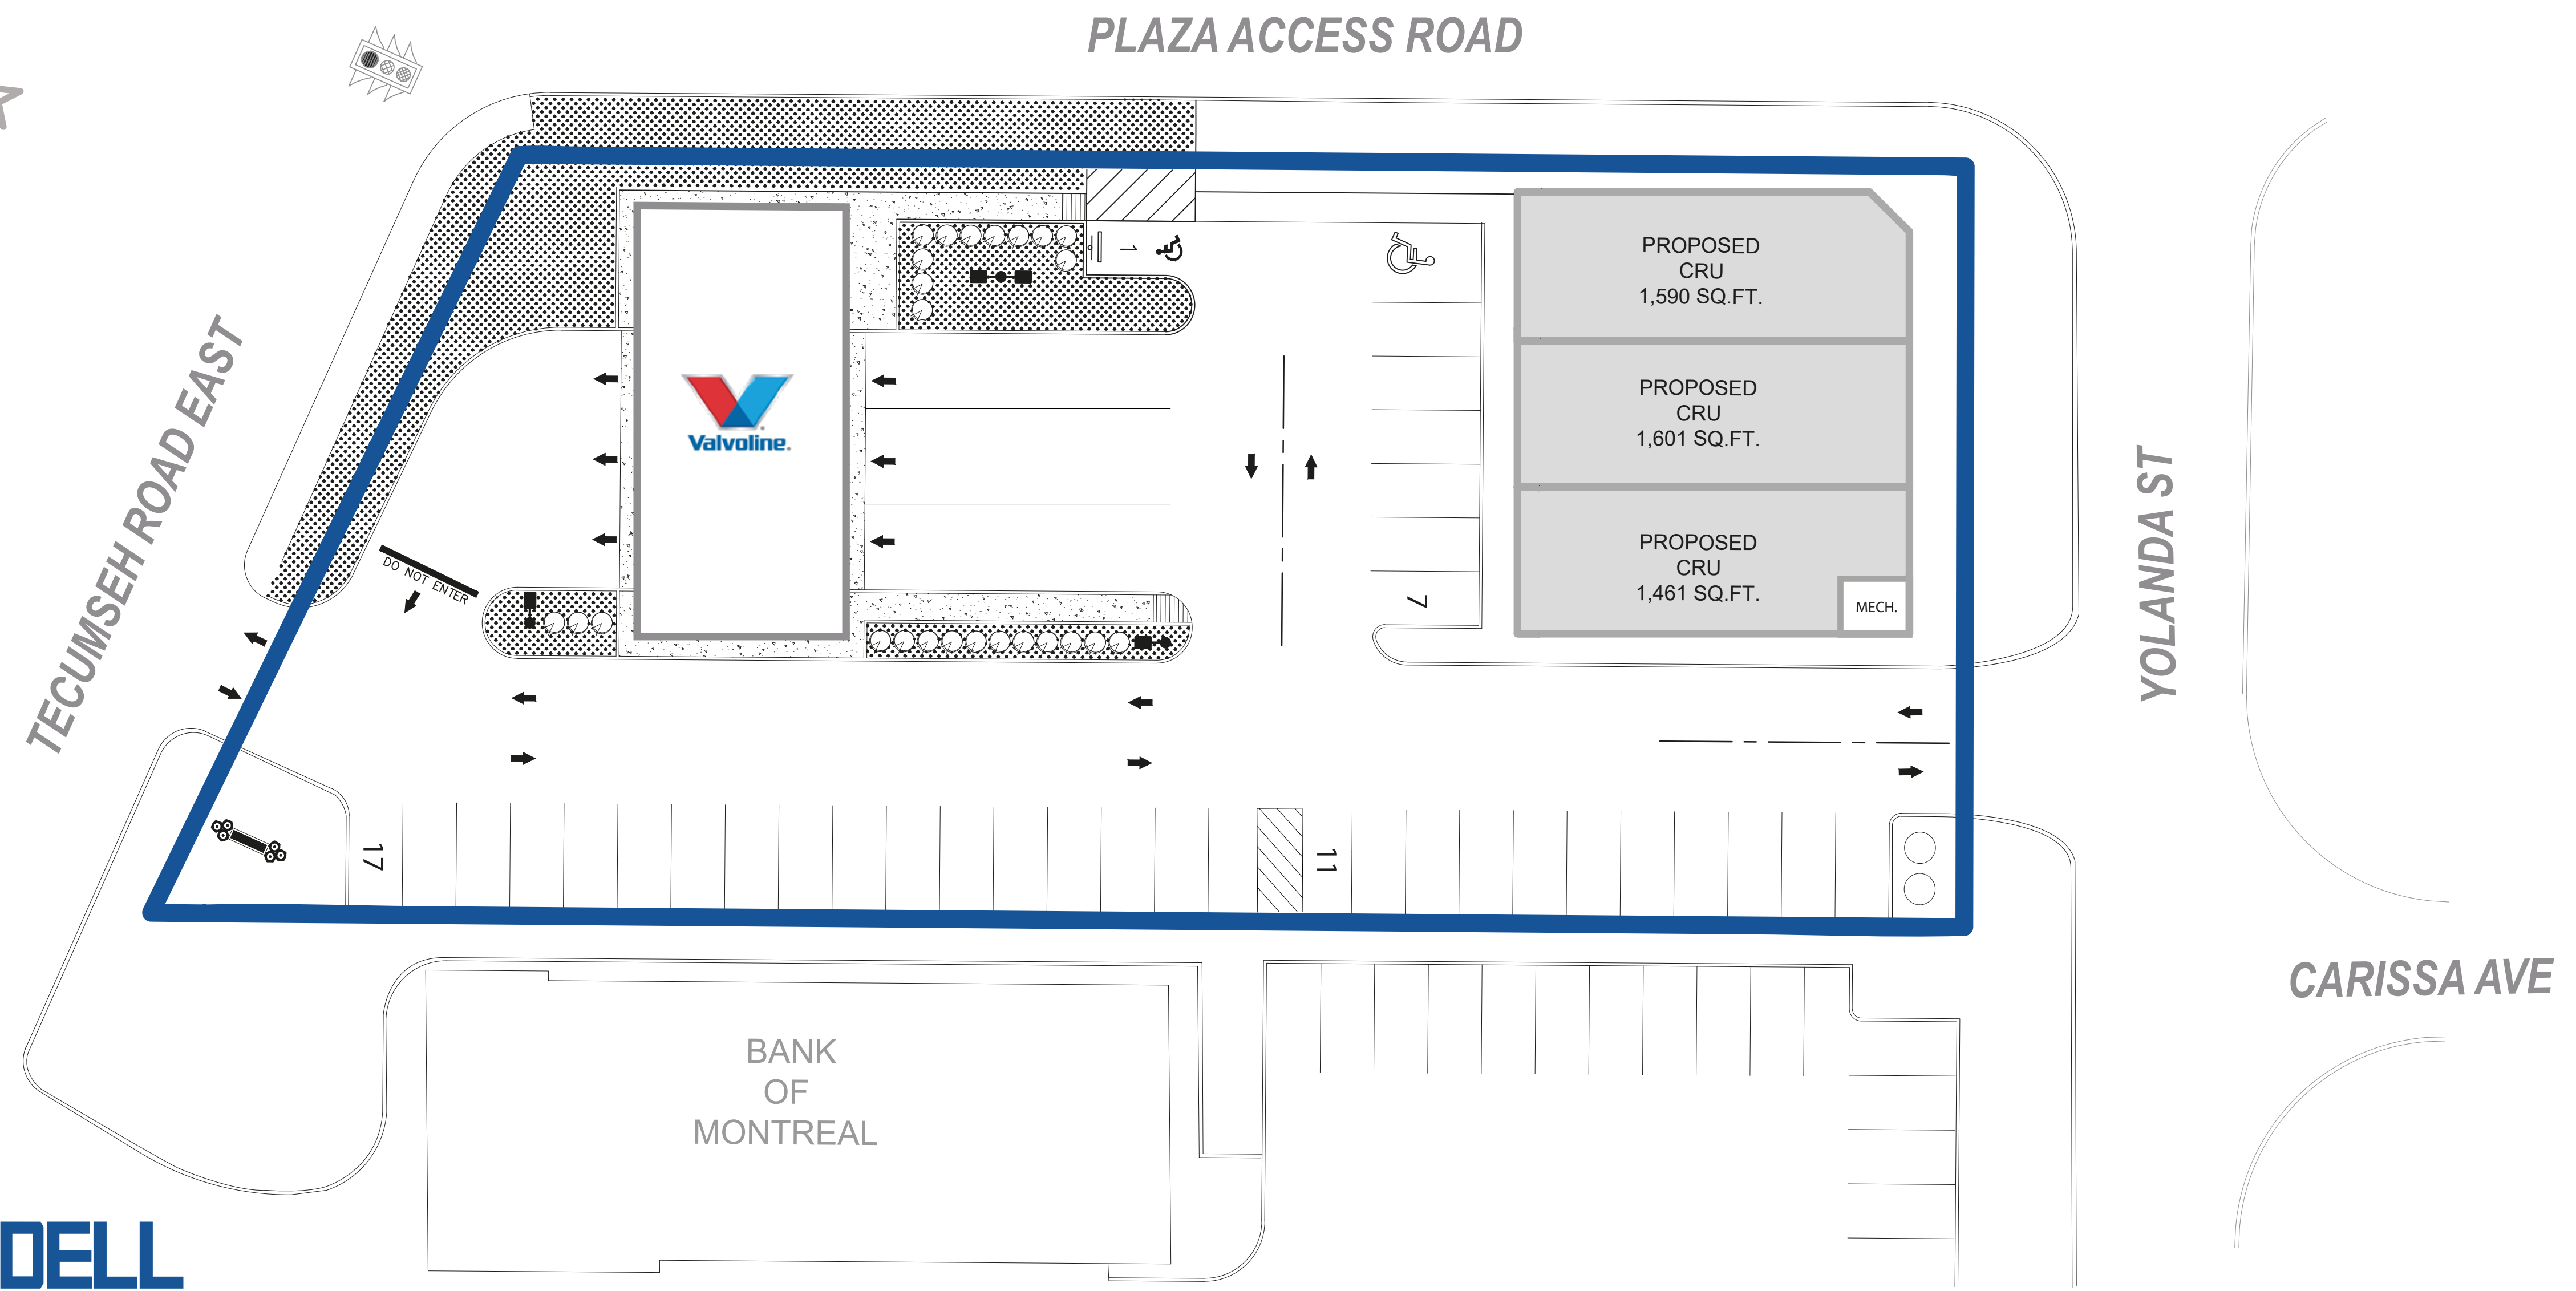 PLAZA ACCESS ROAD
TECUMSEH ROAD EAST
1
PROPOSED
CRU
1,590 SQ.FT.
Valvoline.
PROPOSED
CRU
1,601 SQ.FT.
PROPOSED
CRU
1,461 SQ.FT.
MECH.
DO NOT ENTER
7
YOLANDA ST
17
11
CARISSA AVE
BANK
OF
MONTREAL
DELL